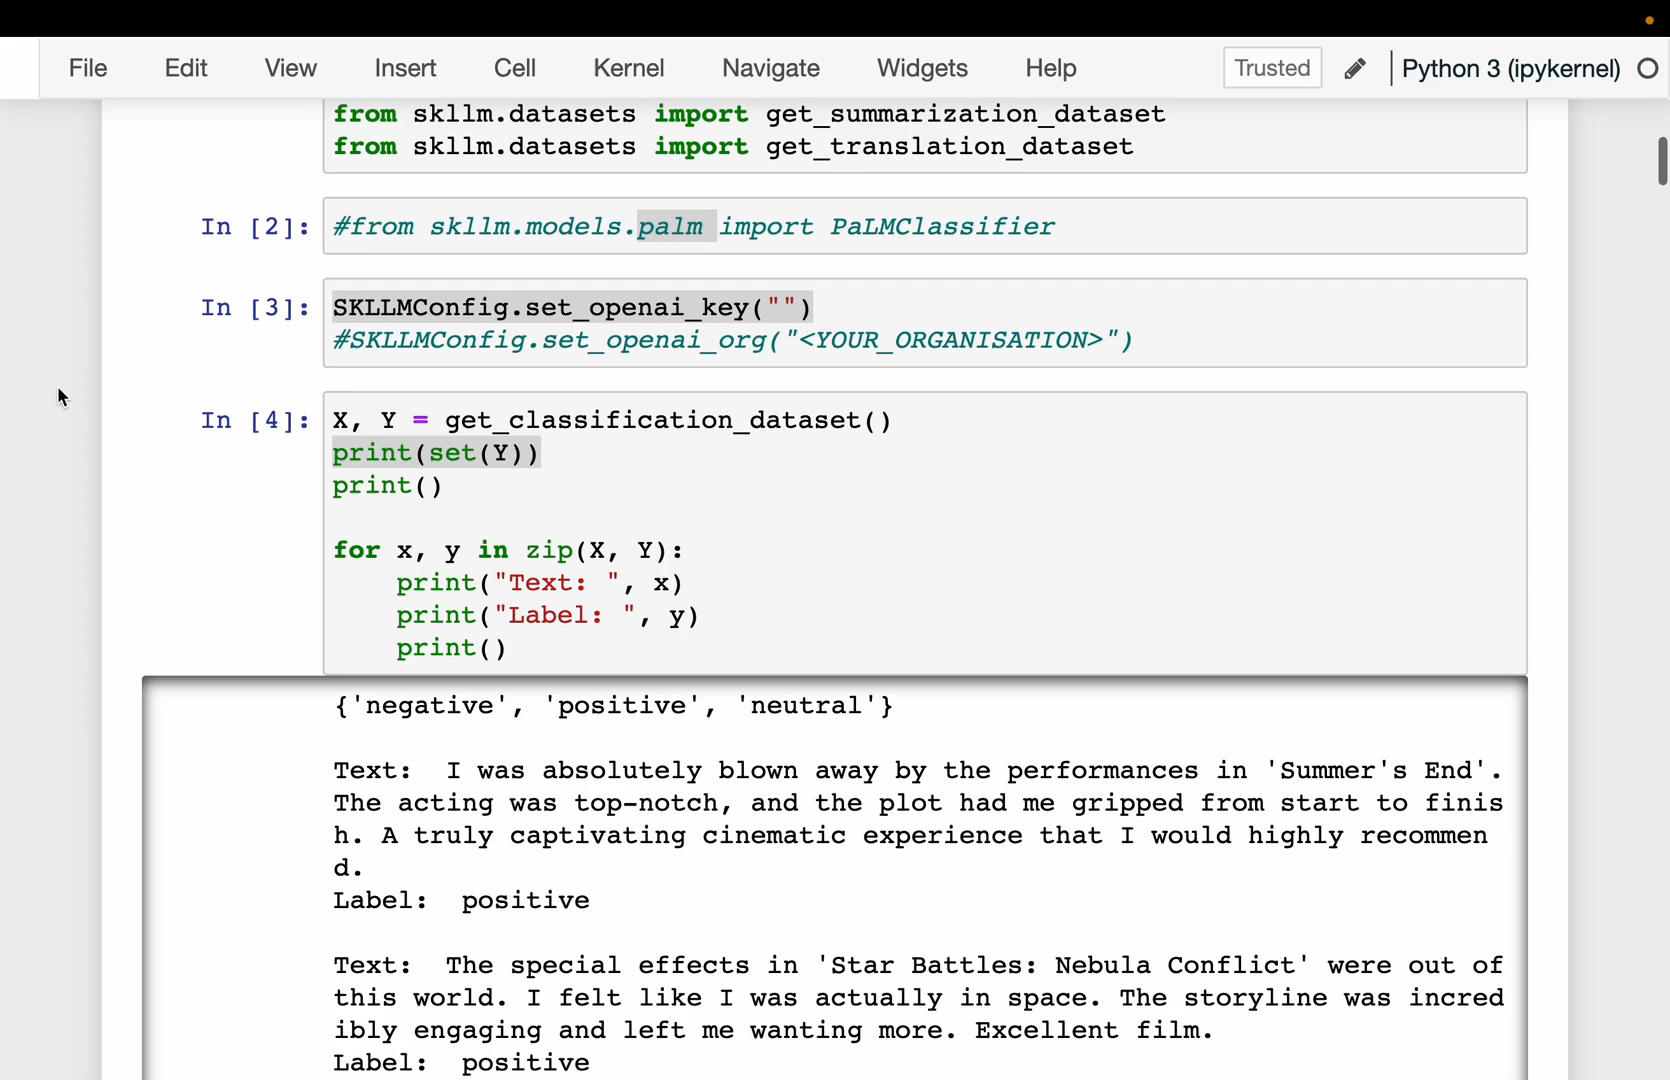 File Edit View Insert Cell Kernel Navigate Widgets Help Trusted Python 3 (ipykernel)
from skllm.datasets import get_summarization_dataset
from skllm.datasets import get_translation_dataset
In [2]: #from skllm.models.palm import PaLMClassifier
In [3]: SKLLMConfig.set_openai_key("")
#SKLLMConfig.set_openai_org("<YOUR_ORGANISATION>")
In [4]: X, Y = get_classification_dataset()
print(set(Y))
print()
for x, y in zip(X, Y):
    print("Text: ", x)
    print("Label: ", y)
    print()
{'negative', 'positive', 'neutral'}
Text:  I was absolutely blown away by the performances in 'Summer's End'.
The acting was top-notch, and the plot had me gripped from start to finis
h. A truly captivating cinematic experience that I would highly recommen
d.
Label:  positive
Text:  The special effects in 'Star Battles: Nebula Conflict' were out of
this world. I felt like I was actually in space. The storyline was incred
ibly engaging and left me wanting more. Excellent film.
Label:  positive